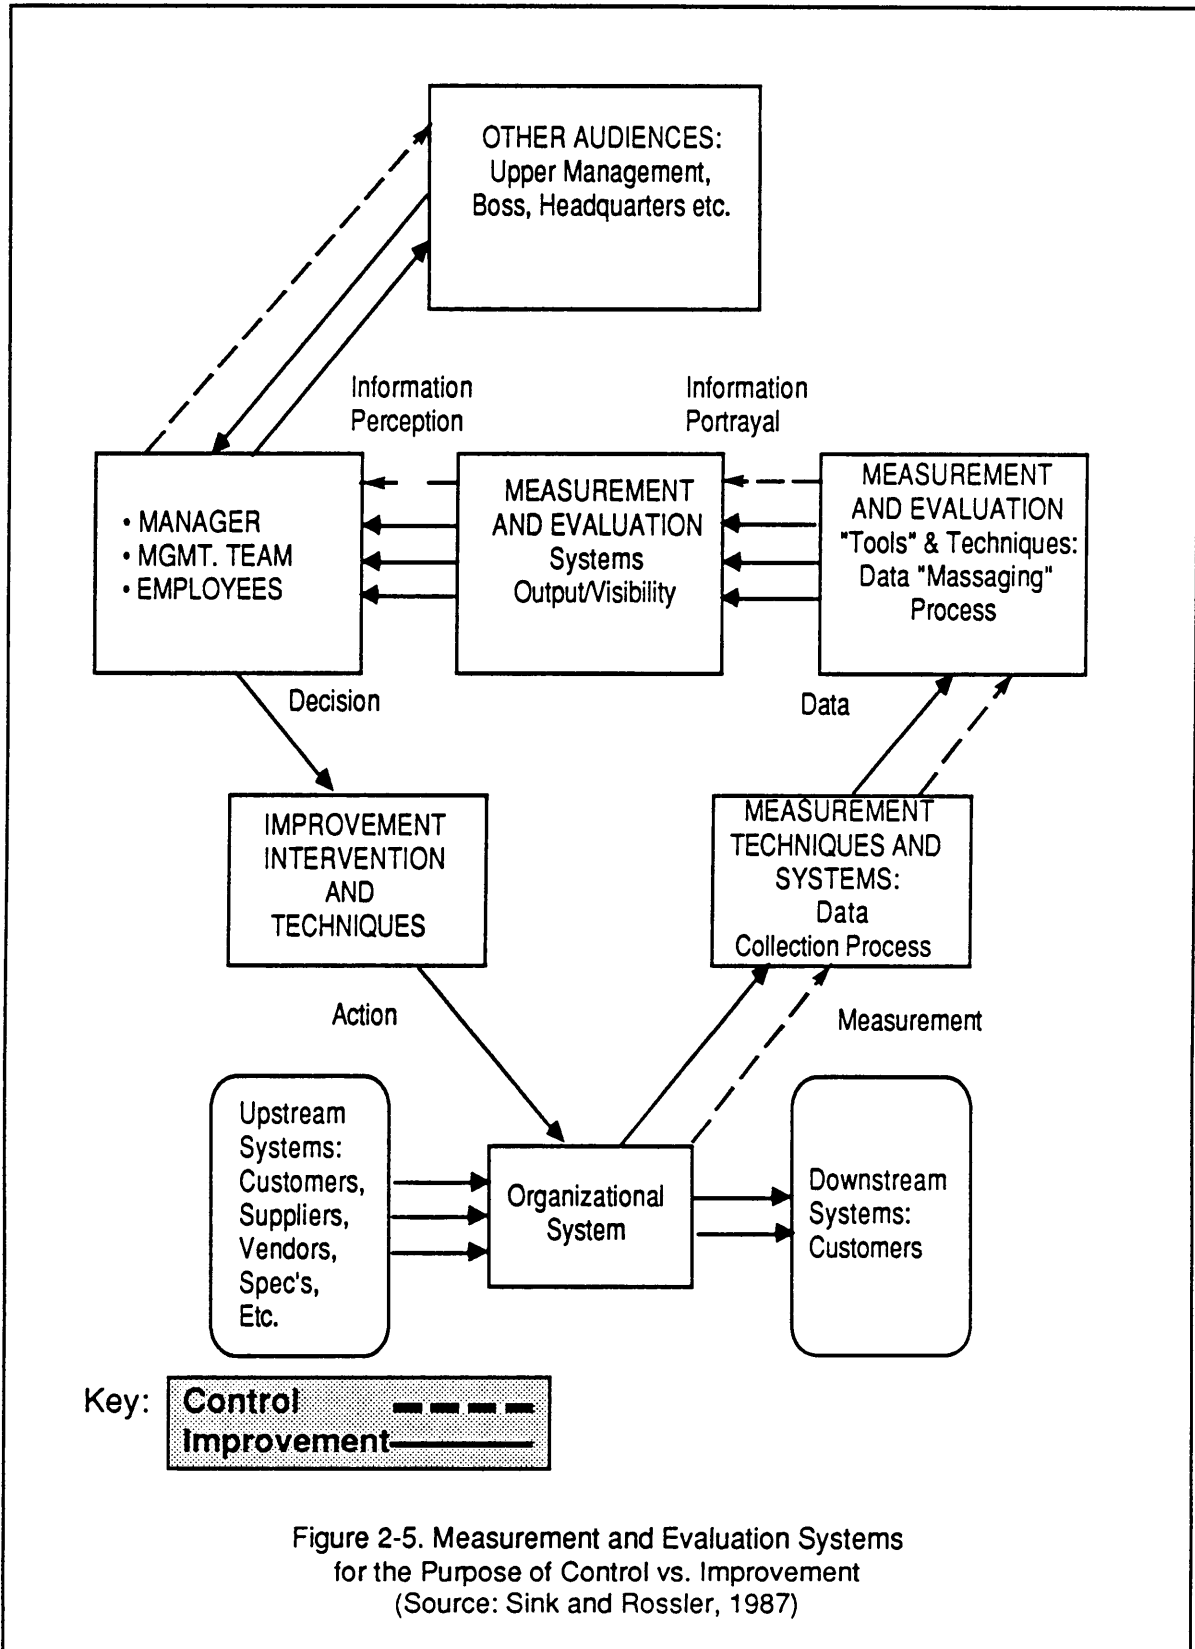 OTHER AUDIENCES:
Upper Management,
Boss, Headquarters etc.
Information
Perception
Information
Portrayal
• MANAGER
• MGMT. TEAM
• EMPLOYEES
MEASUREMENT
AND EVALUATION
Systems
Output/Visibility
MEASUREMENT
AND EVALUATION
"Tools" & Techniques:
Data "Massaging"
Process
Decision
Data
IMPROVEMENT
INTERVENTION
AND
TECHNIQUES
MEASUREMENT
TECHNIQUES AND
SYSTEMS:
Data
Collection Process
Action
Measurement
Upstream
Systems:
Customers,
Suppliers,
Vendors,
Spec's,
Etc.
Organizational
System
Downstream
Systems:
Customers
Key:
Control
Improvement
Figure 2-5. Measurement and Evaluation Systems
for the Purpose of Control vs. Improvement
(Source: Sink and Rossler, 1987)